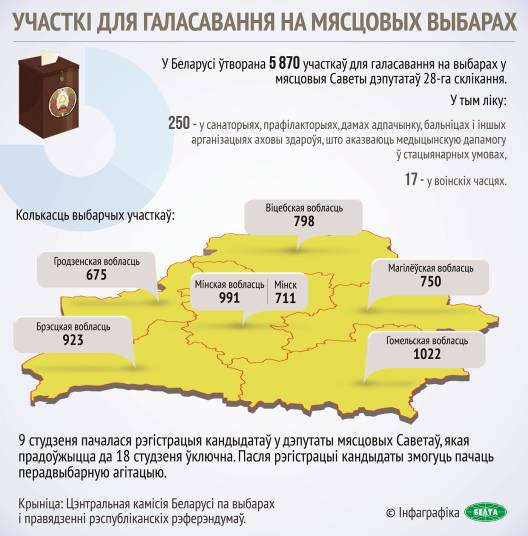 УЧАСТКІ ДЛЯ ГАЛАСАВАННЯ НА МЯСЦОВЫХ ВЫБАРАХ
У Беларусі ўтворана 5 870 участкаў для галасавання на выбарах у
мясцовыя Саветы дэпутатаў 28-га склікання.
У тым ліку:
250 - у санаторыях, прафілакторыях, дамах адпачынку, бальніцах і іншых
арганізацыях аховы здароўя, што аказваюць медыцынскую дапамогу
ў стацыянарных умовах,
17 - у воінскіх часцях.
Колькасць выбарчых участкаў:
Віцебская вобласць
798
Гродзенская вобласць
675
Мінская вобласць
991
Мінск
711
Магілёўская вобласць
750
Брэсцкая вобласць
923
Гомельская вобласць
1022
9 студзеня пачалася рэгістрацыя кандыдатаў у дэпутаты мясцовых Саветаў, якая
прадоўжыцца да 18 студзеня ўключна. Пасля рэгістрацыі кандыдаты змогуць пачаць
перадвыбарную агітацыю.
Крыніца: Цэнтральная камісія Беларусі па выбарах
і правядзенні рэспубліканскіх рэферэндумаў.
© Інфаграфіка
БЕЛТА